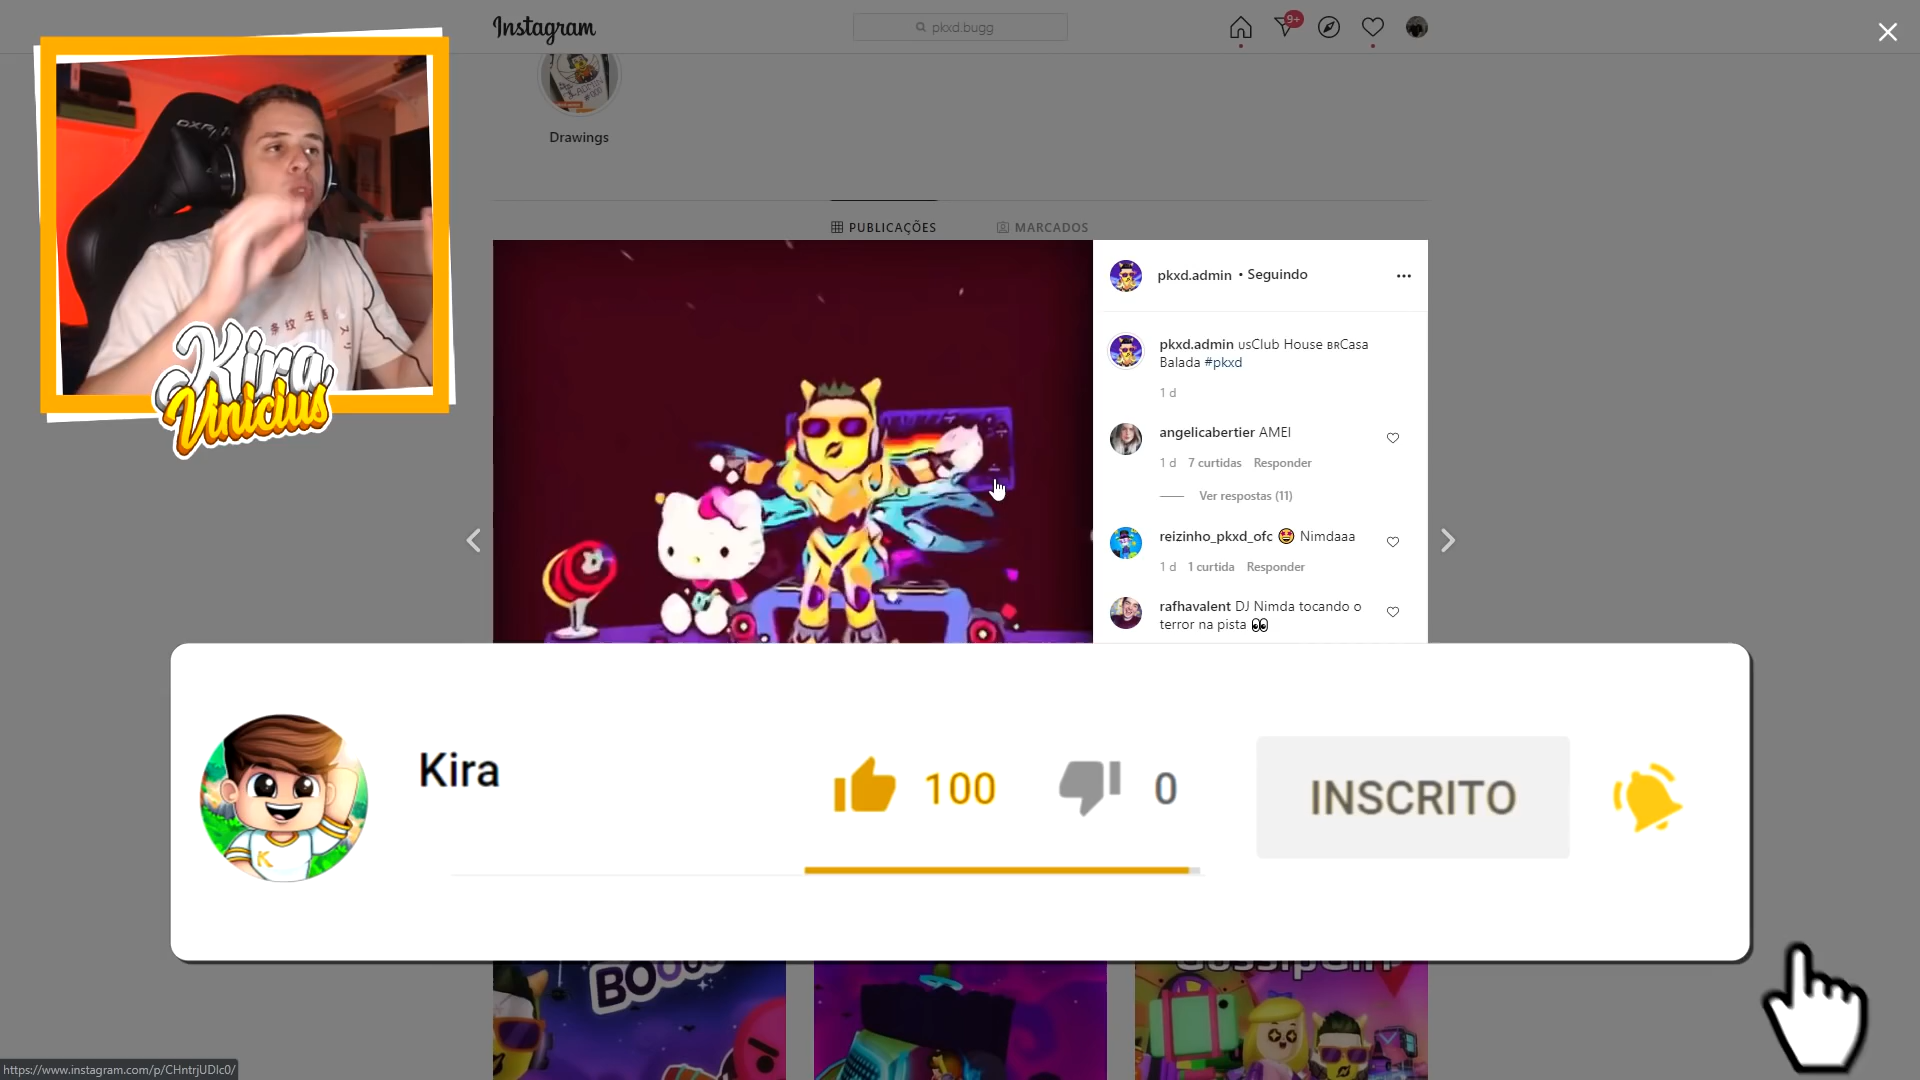 Instagram
pkxd.bugg
9+
Drawings
PUBLICAÇÕES
MARCADOS
pkxd.admin • Seguindo
pkxd.admin usClub House BRCasa
Balada #pkxd
1 d
angelicabertier AMEI
1 d 7 curtidas Responder
Ver respostas (11)
reizinho_pkxd_ofc 🤩 Nimdaaa
1 d 1 curtida Responder
rafhavalent DJ Nimda tocando o
terror na pista 👀
Kira
Vinicius
Kira
100
0
INSCRITO
K
https://www.instagram.com/p/CHntrjUDlc0/